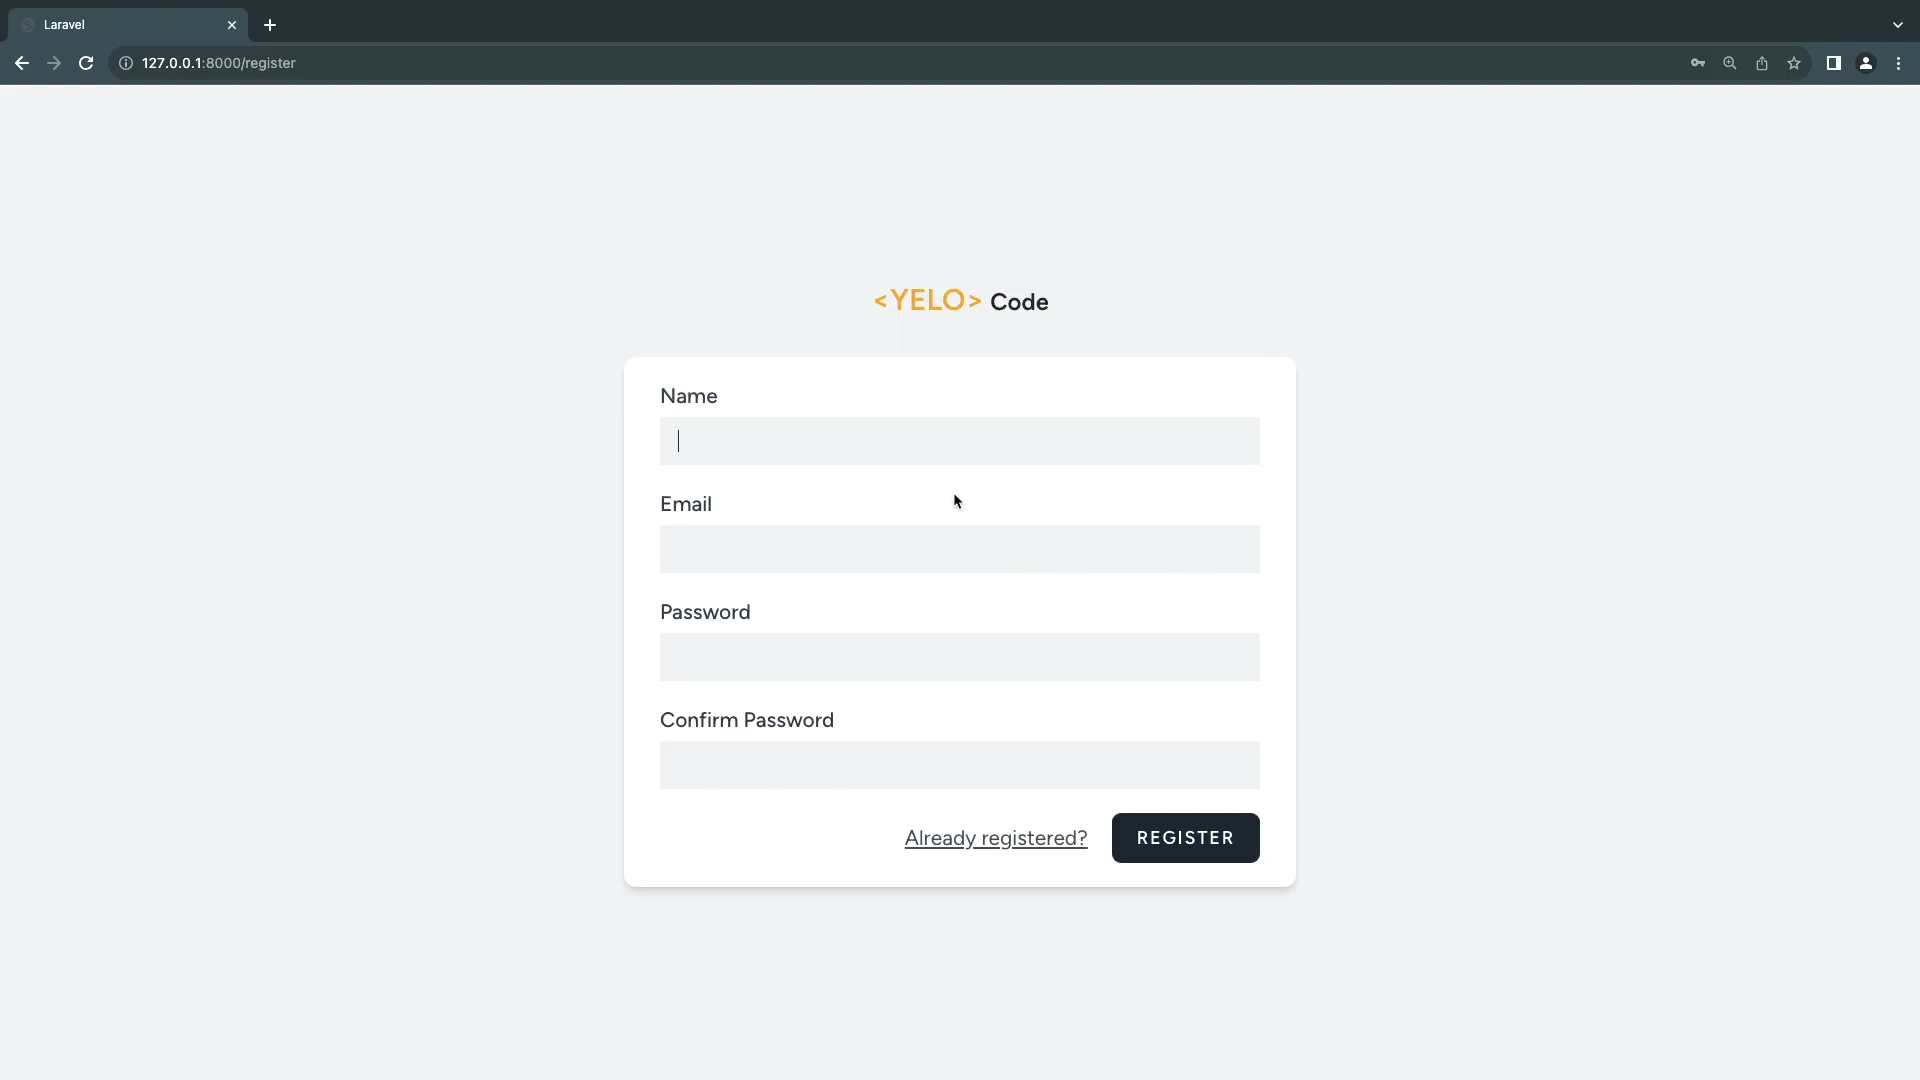 Laravel
127.0.0.1:8000/register
<YELO> Code
Name
Email
Password
Confirm Password
Already registered?
REGISTER